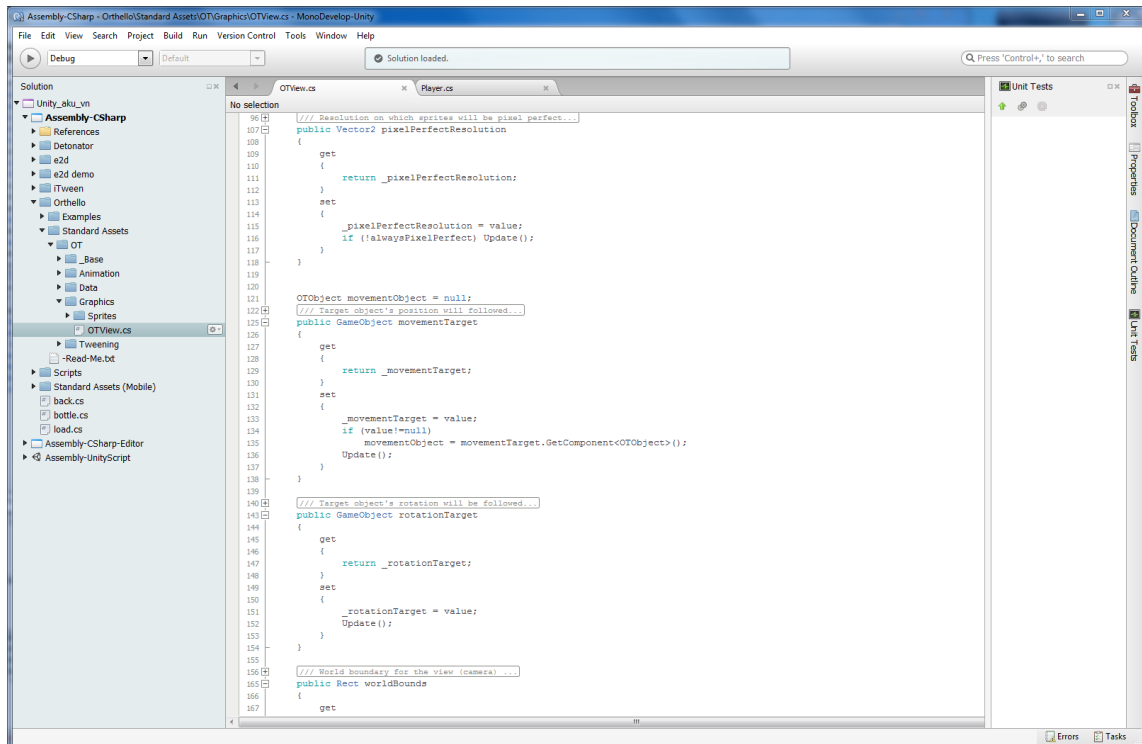 Assembly-CSharp - Orthello\Standard Assets\OT\Graphics\OTView.cs - MonoDevelop-Unity
File Edit View Search Project Build Run Version Control Tools Window Help
Debug Default Solution loaded. Press 'Control+,' to search
Solution
Unity_aku_vn
Assembly-CSharp
References
Detonator
e2d
e2d demo
iTween
Orthello
Examples
Standard Assets
OT
_Base
Animation
Data
Graphics
Sprites
OTView.cs
Tweening
-Read-Me.txt
Scripts
Standard Assets (Mobile)
back.cs
bottle.cs
load.cs
Assembly-CSharp-Editor
Assembly-UnityScript
OTView.cs Player.cs
No selection
96 /// Resolution on which sprites will be pixel perfect...
107 public Vector2 pixelPerfectResolution
108 {
109 get
110 {
111 return _pixelPerfectResolution;
112 }
113 set
114 {
115 _pixelPerfectResolution = value;
116 if (!alwaysPixelPerfect) Update();
117 }
118 }
119
120
121 OTObject movementObject = null;
122 /// Target object's position will followed...
125 public GameObject movementTarget
126 {
127 get
128 {
129 return _movementTarget;
130 }
131 set
132 {
133 _movementTarget = value;
134 if (value!=null)
135 movementObject = movementTarget.GetComponent<OTObject>();
136 Update();
137 }
138 }
139
140 /// Target object's rotation will be followed...
143 public GameObject rotationTarget
144 {
145 get
146 {
147 return _rotationTarget;
148 }
149 set
150 {
151 _rotationTarget = value;
152 Update();
153 }
154 }
155
156 /// World boundary for the view (camera) ...
165 public Rect worldBounds
166 {
167 get
Unit Tests
Toolbox
Properties
Document Outline
Unit Tests
Errors Tasks